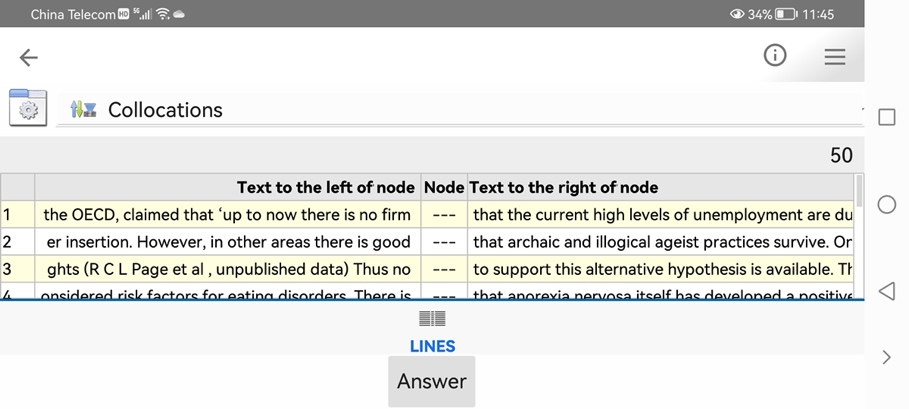 China Telecom HD 5G 34% 11:45
Collocations
50
Text to the left of node Node Text to the right of node
1 the OECD, claimed that ‘up to now there is no firm --- that the current high levels of unemployment are du
2 er insertion. However, in other areas there is good --- that archaic and illogical ageist practices survive. Or
3 ghts (R C L Page et al , unpublished data) Thus no --- to support this alternative hypothesis is available. Th
4 onsidered risk factors for eating disorders. There is --- that anorexia nervosa itself has developed a positive
LINES
Answer